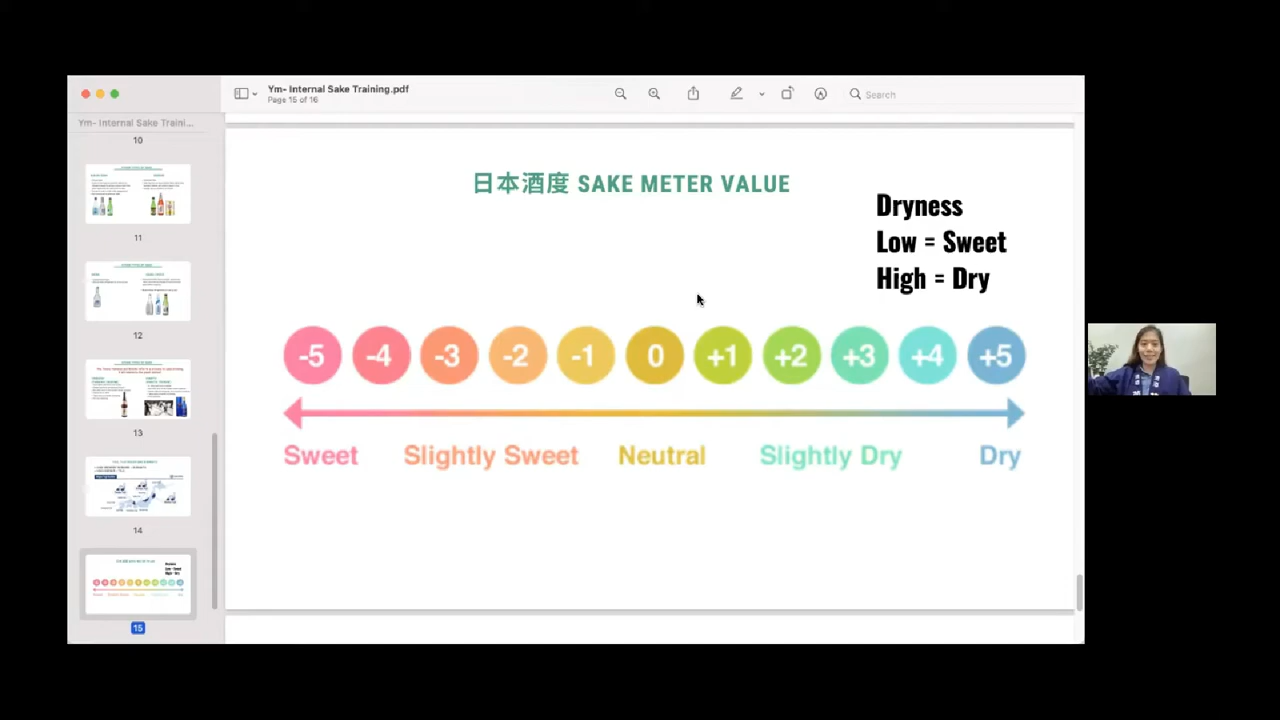 Ym- Internal Sake Training.pdf
Page 15 of 16
Search
Ym- Internal Sake Traini...
10
11
12
13
14
15
日本酒度 SAKE METER VALUE
Dryness
Low = Sweet
High = Dry
-5 -4 -3 -2 -1 0 +1 +2 +3 +4 +5
Sweet Slightly Sweet Neutral Slightly Dry Dry